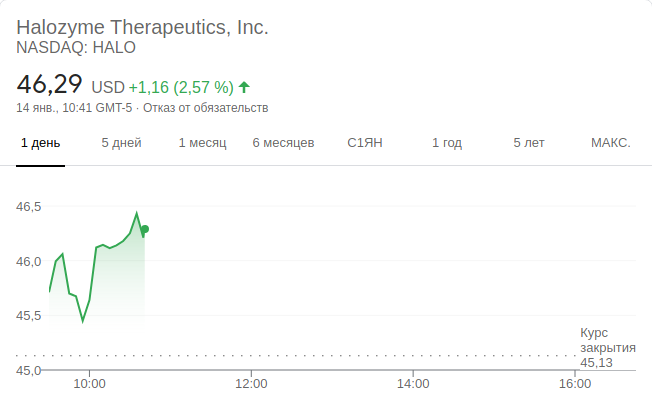 Halozyme Therapeutics, Inc.
NASDAQ: HALO
46,29 USD +1,16 (2,57 %)
14 янв., 10:41 GMT-5 · Отказ от обязательств
1 день 5 дней 1 месяц 6 месяцев С1ЯН 1 год 5 лет МАКС.
46,5
46,0
45,5
45,0
Курс
закрытия
45,13
10:00 12:00 14:00 16:00